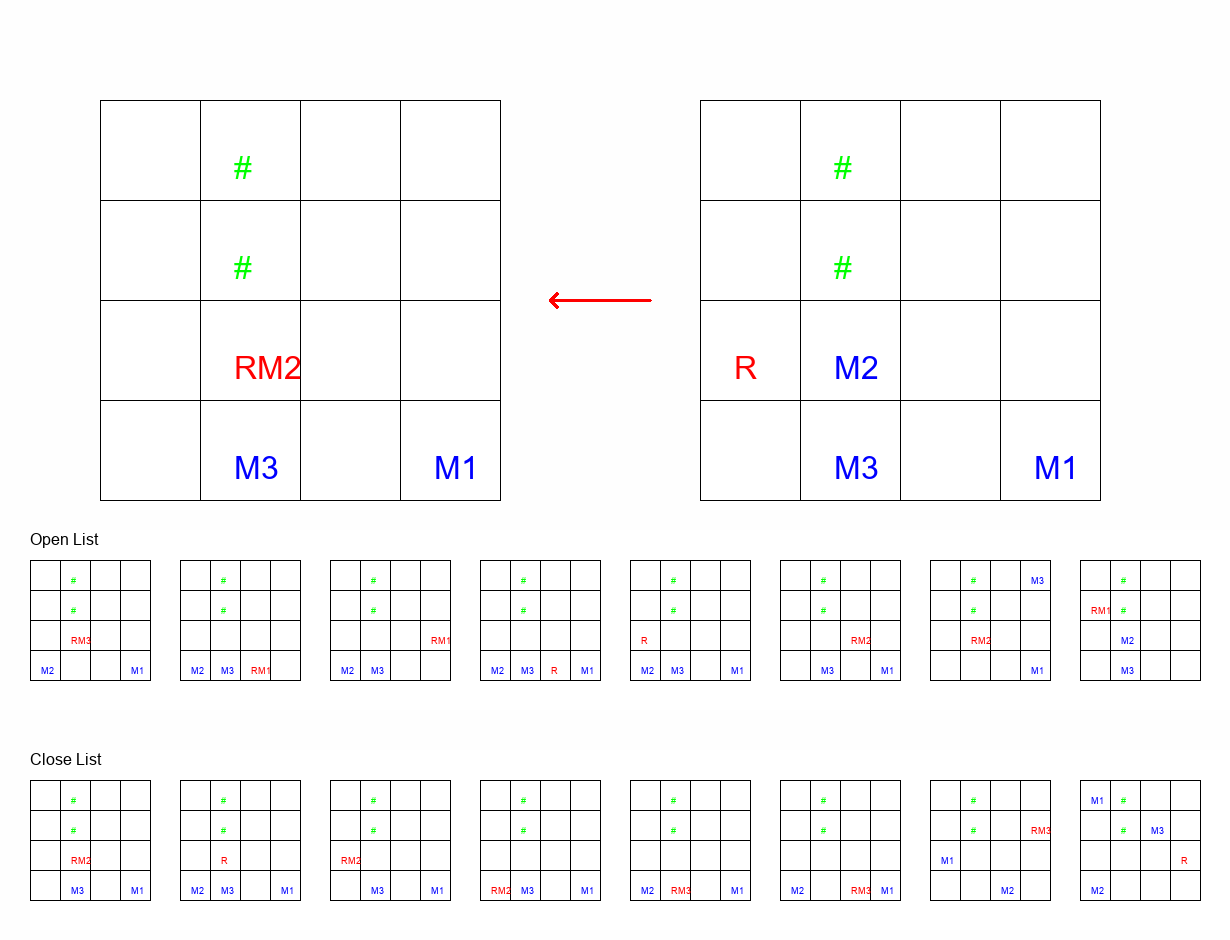 # #
# #
RM2 R M2
M3 M1 M3 M1
Open List
# # # # # # # M3 #
# # # # # # # RM1 #
RM3 RM1 R RM2 RM2 M2
M2 M1 M2 M3 RM1 M2 M3 M2 M3 R M1 M2 M3 M1 M3 M1 M1 M3
Close List
# # # # # # # M1 #
# # # # # # # RM3 # M3
RM2 R RM2 M1 R
M3 M1 M2 M3 M1 M3 M1 RM2 M3 M1 M2 RM3 M1 M2 RM3 M1 M2 M2